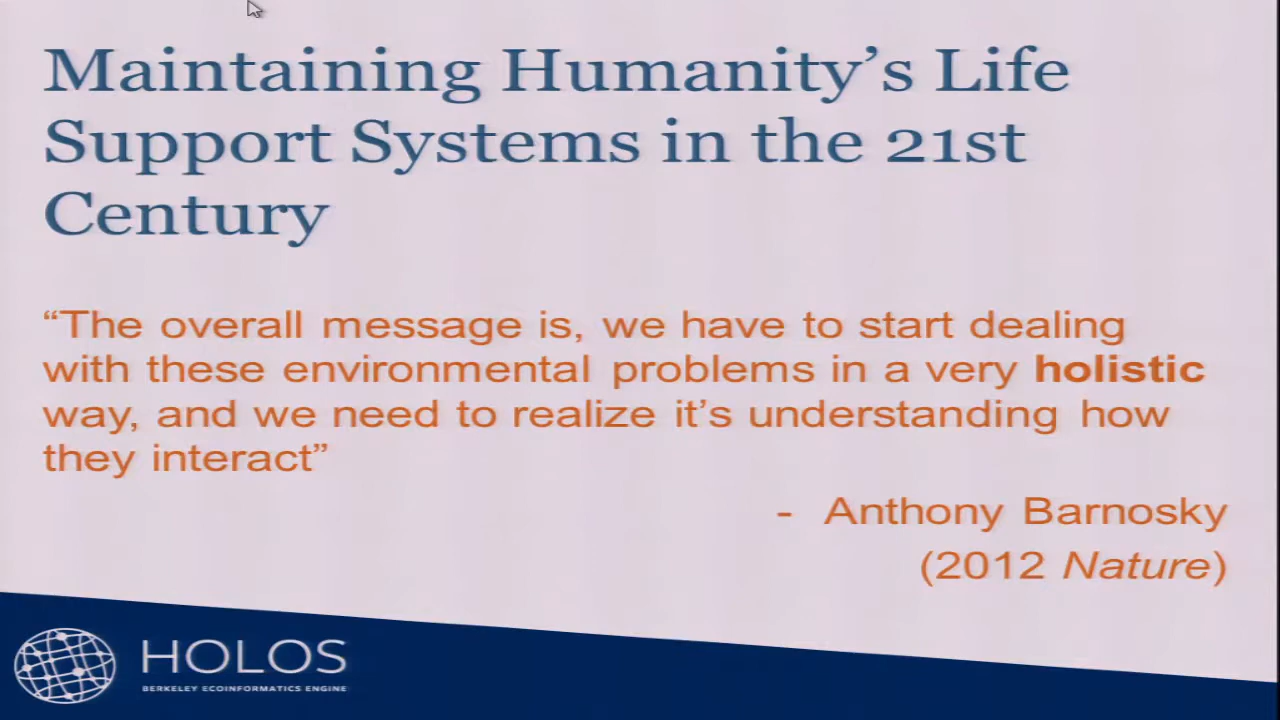 Maintaining Humanity’s Life
Support Systems in the 21st
Century
“The overall message is, we have to start dealing
with these environmental problems in a very holistic
way, and we need to realize it’s understanding how
they interact”
- Anthony Barnosky
(2012 Nature)
HOLOS
BERKELEY ECOINFORMATICS ENGINE